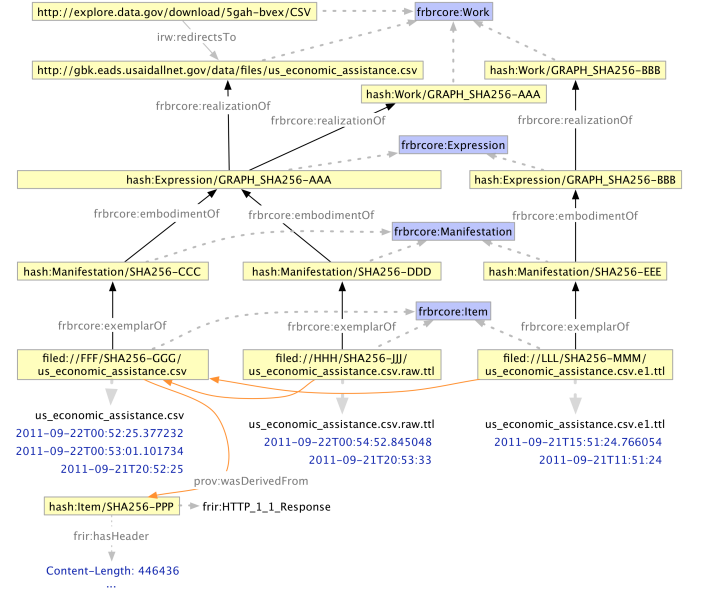 http://explore.data.gov/download/5gah-bvex/CSV
frbrcore:Work
irw:redirectsTo
http://gbk.eads.usaidallnet.gov/data/files/us_economic_assistance.csv
hash:Work/GRAPH_SHA256-BBB
hash:Work/GRAPH_SHA256-AAA
frbrcore:realizationOf
frbrcore:realizationOf
frbrcore:realizationOf
frbrcore:Expression
hash:Expression/GRAPH_SHA256-AAA
hash:Expression/GRAPH_SHA256-BBB
frbrcore:embodimentOf
frbrcore:embodimentOf
frbrcore:embodimentOf
frbrcore:Manifestation
hash:Manifestation/SHA256-CCC
hash:Manifestation/SHA256-DDD
hash:Manifestation/SHA256-EEE
frbrcore:Item
frbrcore:exemplarOf
frbrcore:exemplarOf
frbrcore:exemplarOf
filed://FFF/SHA256-GGG/
us_economic_assistance.csv
filed://HHH/SHA256-JJJ/
us_economic_assistance.csv.raw.ttl
filed://LLL/SHA256-MMM/
us_economic_assistance.csv.e1.ttl
us_economic_assistance.csv
2011-09-22T00:52:25.377232
2011-09-22T00:53:01.101734
2011-09-21T20:52:25
us_economic_assistance.csv.raw.ttl
2011-09-22T00:54:52.845048
2011-09-21T20:53:33
us_economic_assistance.csv.e1.ttl
2011-09-21T15:51:24.766054
2011-09-21T11:51:24
prov:wasDerivedFrom
hash:Item/SHA256-PPP
frir:HTTP_1_1_Response
frir:hasHeader
Content-Length: 446436
...